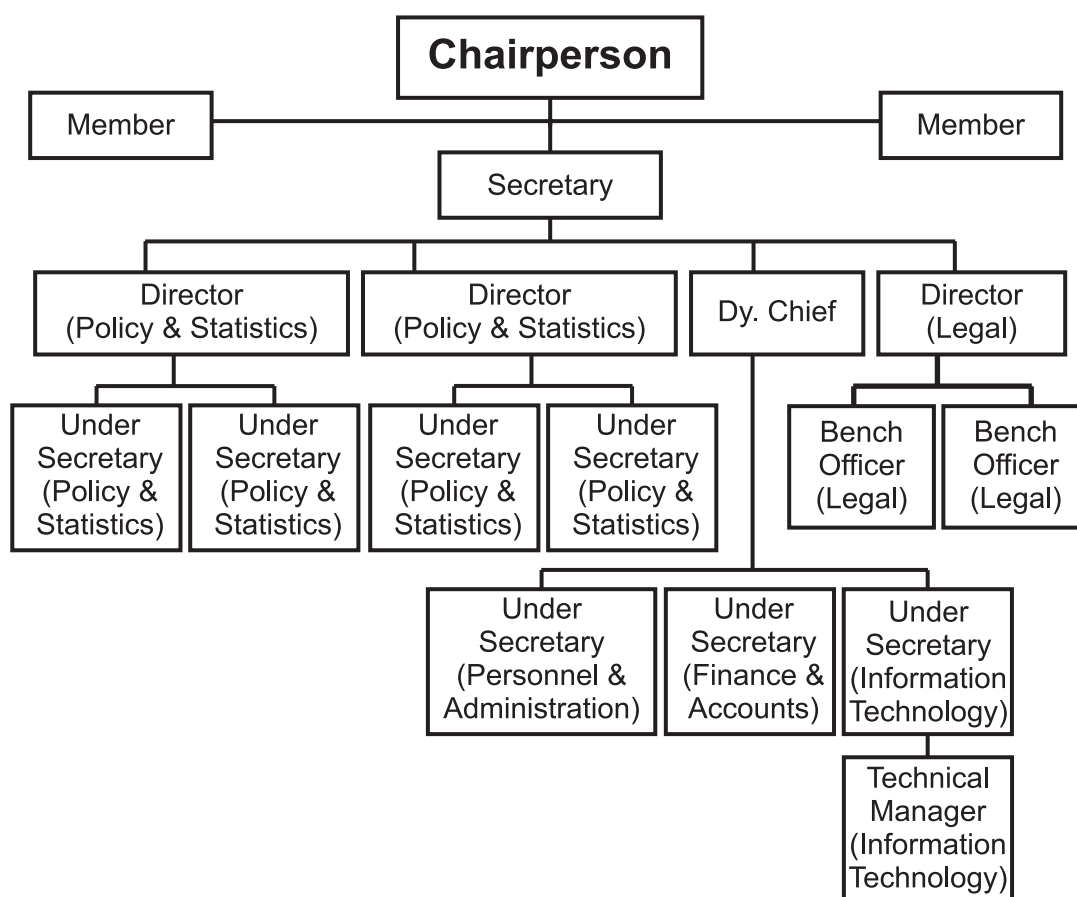 Chairperson
Member
Member
Secretary
Director
(Policy & Statistics)
Director
(Policy & Statistics)
Dy. Chief
Director
(Legal)
Under
Secretary
(Policy &
Statistics)
Under
Secretary
(Policy &
Statistics)
Under
Secretary
(Policy &
Statistics)
Under
Secretary
(Policy &
Statistics)
Bench
Officer
(Legal)
Bench
Officer
(Legal)
Under
Secretary
(Personnel &
Administration)
Under
Secretary
(Finance &
Accounts)
Under
Secretary
(Information
Technology)
Technical
Manager
(Information
Technology)